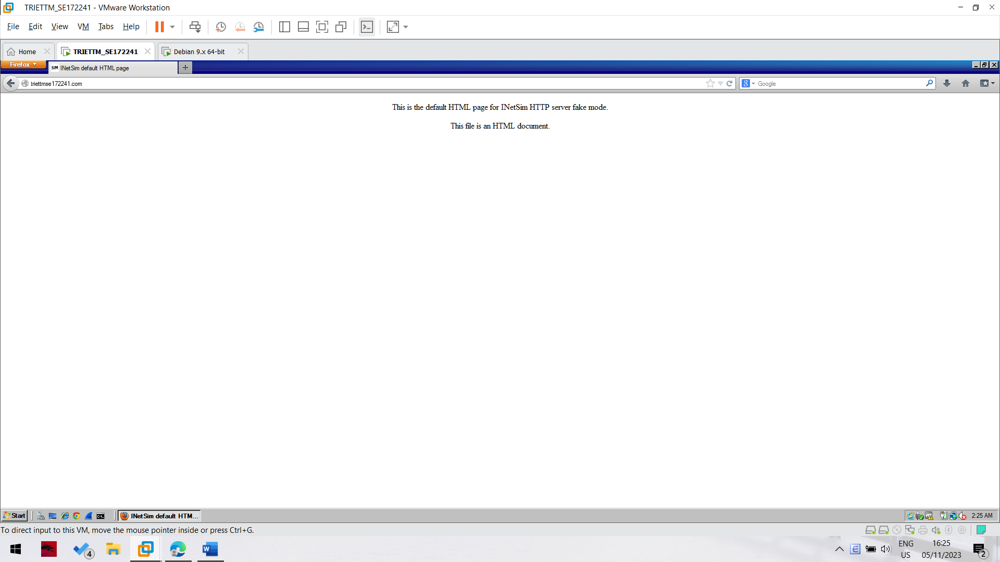 TRIETTM_SE172241 - VMware Workstation
File Edit View VM Tabs Help
Home TRIETTM_SE172241 Debian 9.x 64-bit
Firefox SIM INetSim default HTML page
triettmse172241.com 8 Google
This is the default HTML page for INetSim HTTP server fake mode.
This file is an HTML document.
Start INetSim default HTM... 2:25 AM
To direct input to this VM, move the mouse pointer inside or press Ctrl+G.
4 W ENG 16:25
US 05/11/2023 2